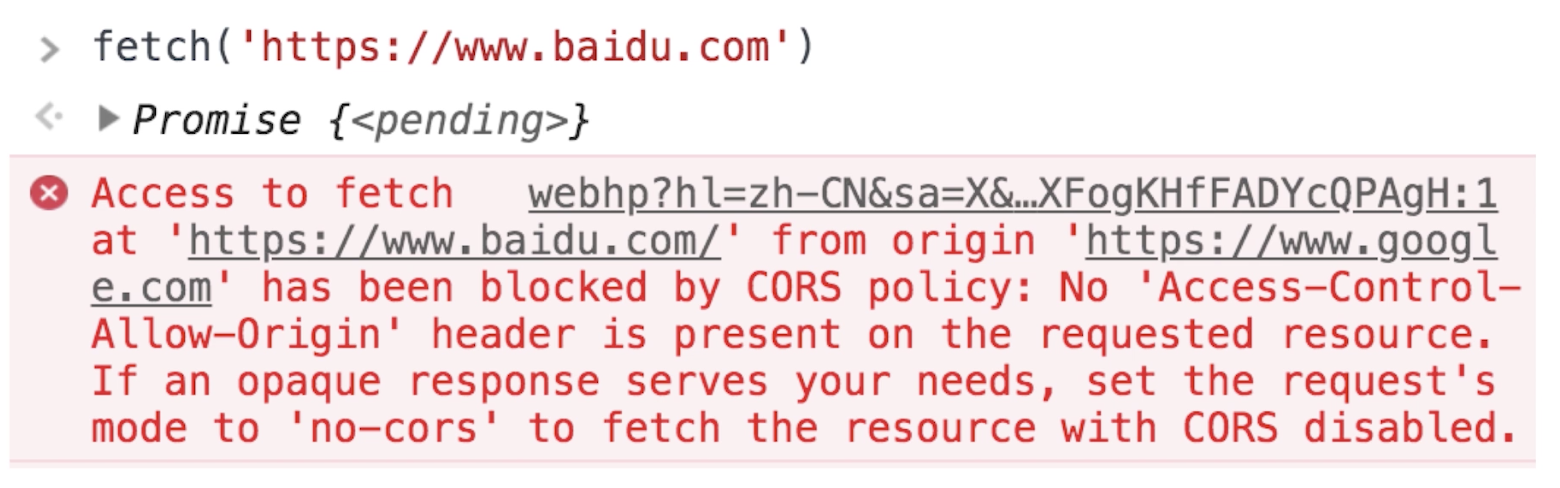 > fetch('https://www.baidu.com')
<· ▶ Promise {<pending>}
Access to fetch webhp?hl=zh-CN&sa=X&…XFogKHfFADYcQPAgH:1
at 'https://www.baidu.com/' from origin 'https://www.googl
e.com' has been blocked by CORS policy: No 'Access-Control-
Allow-Origin' header is present on the requested resource.
If an opaque response serves your needs, set the request's
mode to 'no-cors' to fetch the resource with CORS disabled.